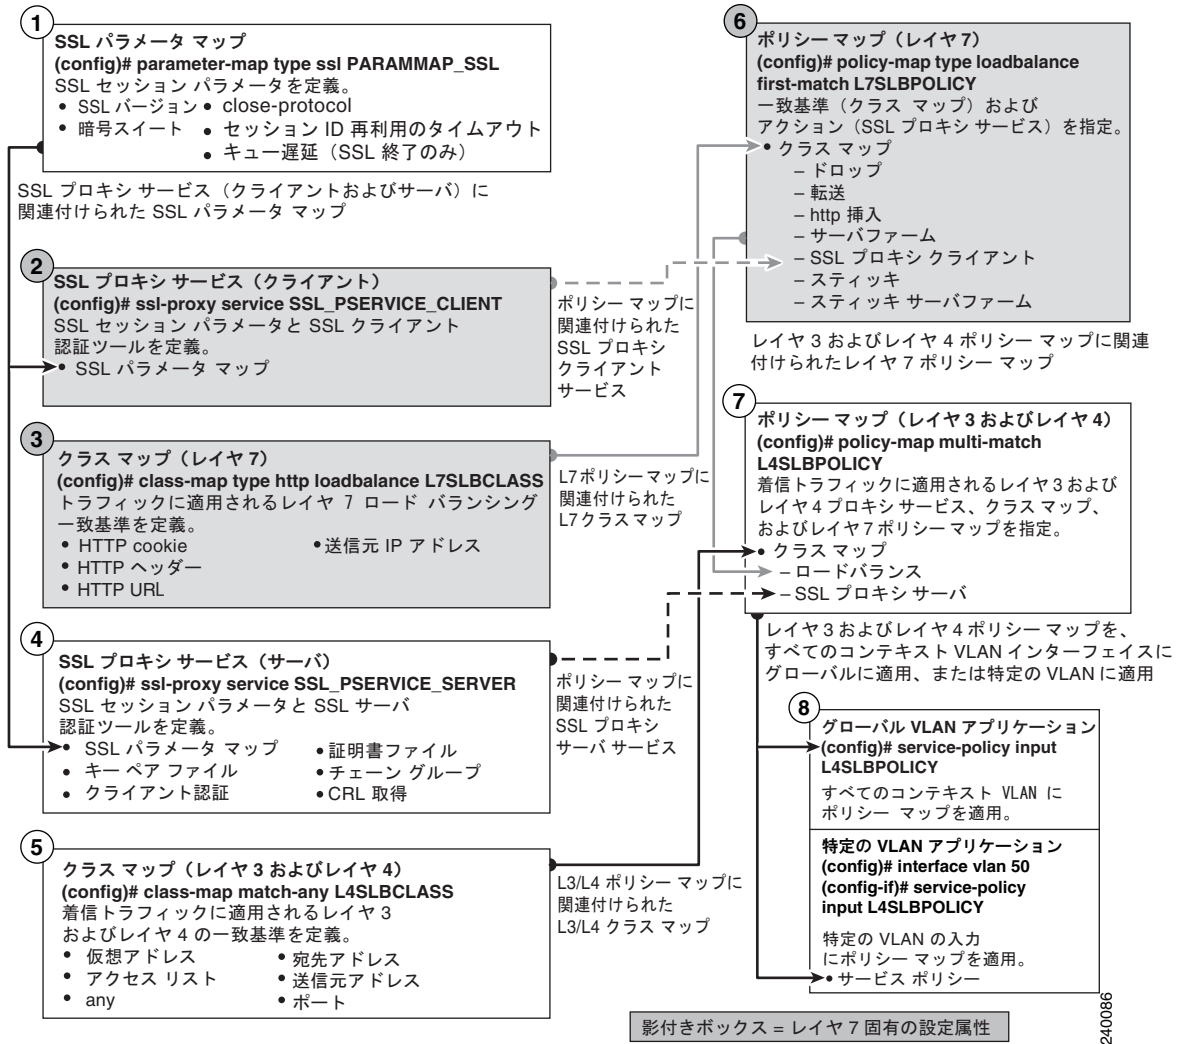 1
SSL パラメータ マップ
(config)# parameter-map type ssl PARAMMAP_SSL
SSL セッション パラメータを定義。
• SSL バージョン • close-protocol
• 暗号スイート • セッション ID 再利用のタイムアウト
• キュー遅延（SSL 終了のみ）
SSL プロキシ サービス（クライアントおよびサーバ）に
関連付けられた SSL パラメータ マップ
2
SSL プロキシ サービス（クライアント）
(config)# ssl-proxy service SSL_PSERVICE_CLIENT
SSL セッション パラメータと SSL クライアント
認証ツールを定義。
• SSL パラメータ マップ
ポリシー マップに
関連付けられた
SSL プロキシ
クライアント
サービス
3
クラス マップ（レイヤ 7）
(config)# class-map type http loadbalance L7SLBCLASS
トラフィックに適用されるレイヤ 7 ロード バランシング
一致基準を定義。
• HTTP cookie • 送信元 IP アドレス
• HTTP ヘッダー
• HTTP URL
L7 ポリシーマップに
関連付けられた
L7 クラス マップ
4
SSL プロキシ サービス（サーバ）
(config)# ssl-proxy service SSL_PSERVICE_SERVER
SSL セッション パラメータと SSL サーバ
認証ツールを定義。
• SSL パラメータ マップ • 証明書ファイル
• キー ペア ファイル • チェーン グループ
• クライアント認証 • CRL 取得
ポリシー マップに
関連付けられた
SSL プロキシ
サーバ サービス
5
クラス マップ（レイヤ 3 およびレイヤ 4）
(config)# class-map match-any L4SLBCLASS
着信トラフィックに適用されるレイヤ 3
およびレイヤ 4 の一致基準を定義。
• 仮想アドレス • 宛先アドレス
• アクセス リスト • 送信元アドレス
• any • ポート
L3/L4 ポリシー マップに
関連付けられた
L3/L4 クラス マップ
6
ポリシー マップ（レイヤ 7）
(config)# policy-map type loadbalance
first-match L7SLBPOLICY
一致基準（クラス マップ）および
アクション（SSL プロキシ サービス）を指定。
• クラス マップ
– ドロップ
– 転送
– http 挿入
– サーバファーム
– SSL プロキシ クライアント
– スティッキ
– スティッキ サーバファーム
レイヤ 3 およびレイヤ 4 ポリシー マップに関連
付けられたレイヤ 7 ポリシー マップ
7
ポリシー マップ（レイヤ 3 およびレイヤ 4）
(config)# policy-map multi-match
L4SLBPOLICY
着信トラフィックに適用されるレイヤ 3 および
レイヤ 4 プロキシ サービス、クラス マップ、
およびレイヤ 7 ポリシー マップを指定。
• クラス マップ
– ロードバランス
– SSL プロキシ サーバ
レイヤ 3 およびレイヤ 4 ポリシー マップを、
すべてのコンテキスト VLAN インターフェイスに
グローバルに適用、または特定の VLAN に適用
8
グローバル VLAN アプリケーション
(config)# service-policy input
L4SLBPOLICY
すべてのコンテキスト VLAN に
ポリシー マップを適用。
特定の VLAN アプリケーション
(config)# interface vlan 50
(config-if)# service-policy
input L4SLBPOLICY
特定の VLAN の入力
にポリシー マップを適用。
• サービス ポリシー
影付きボックス = レイヤ 7 固有の設定属性
240086